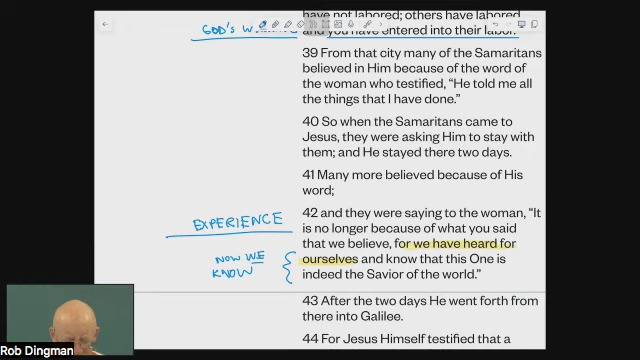 have not labored; others have labored
GOD'S
and you have entered into their labor."
39 From that city many of the Samaritans
believed in Him because of the word of
the woman who testified, "He told me all
the things that I have done."
40 So when the Samaritans came to
Jesus, they were asking Him to stay with
them; and He stayed there two days.
41 Many more believed because of His
word;
EXPERIENCE
42 and they were saying to the woman, "It
is no longer because of what you said
that we believe, for we have heard for
NOW WE
ourselves and know that this One is
KNOW
indeed the Savior of the world."
43 After the two days He went forth from
there into Galilee.
44 For Jesus Himself testified that a
Rob Dingman